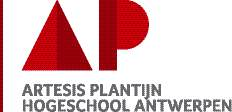 AP
ARTESIS PLANTIJN
HOGESCHOOL ANTWERPEN